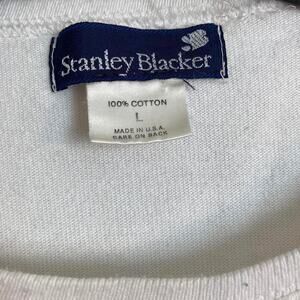 Stanley Blacker
100% COTTON
L
MADE IN U.S.A.
CARE ON BACK